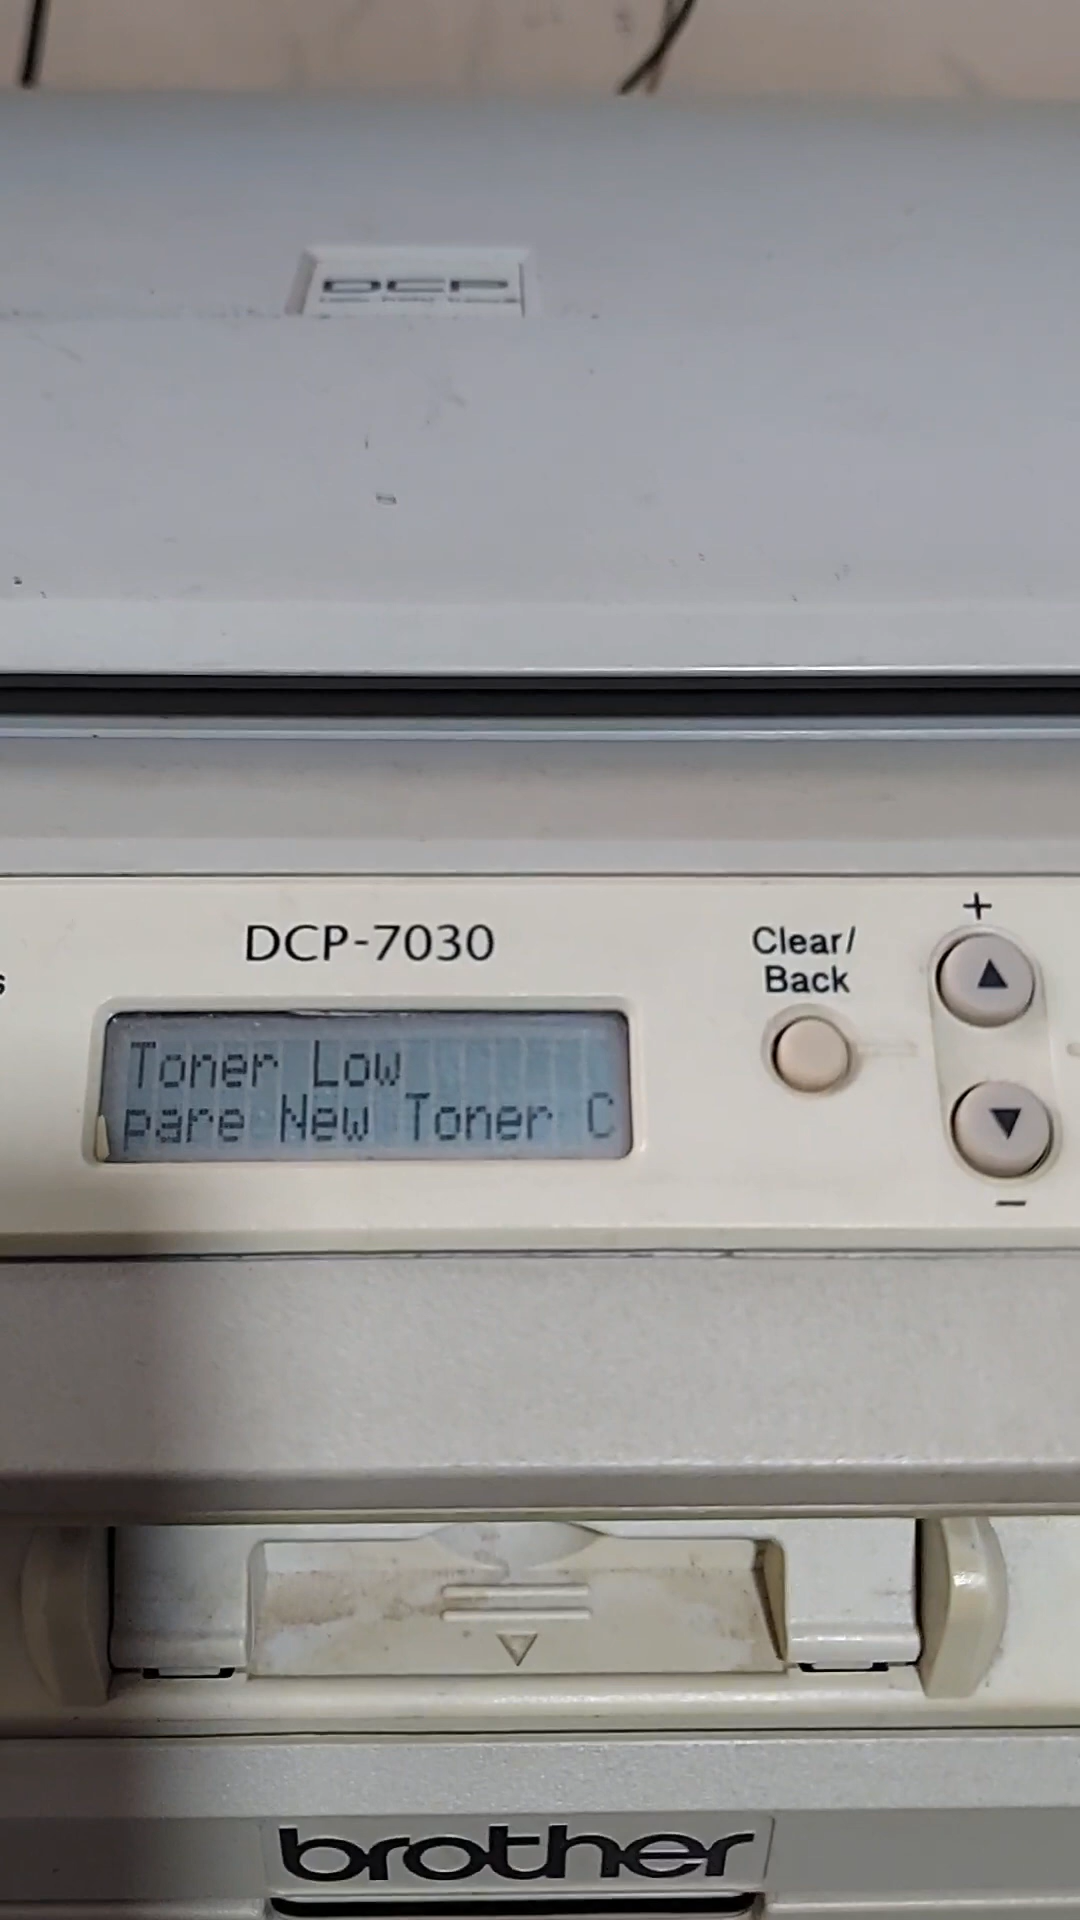 DCP
DCP-7030
Clear/
Back
+
Toner Low
pare New Toner C
−
brother